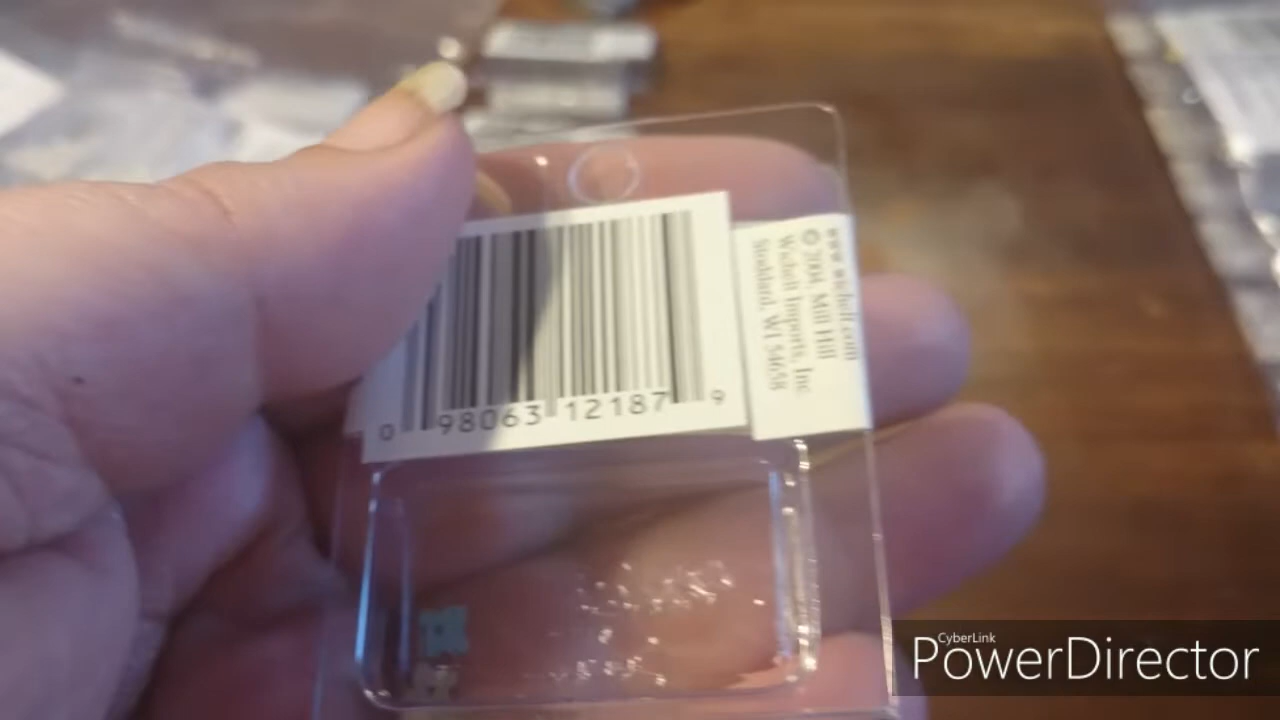 0 98063 12187 9
www.wichelt.com
© 2004, Mill Hill
Wichelt Imports, Inc.
Stoddard, WI 54658
CyberLink
PowerDirector